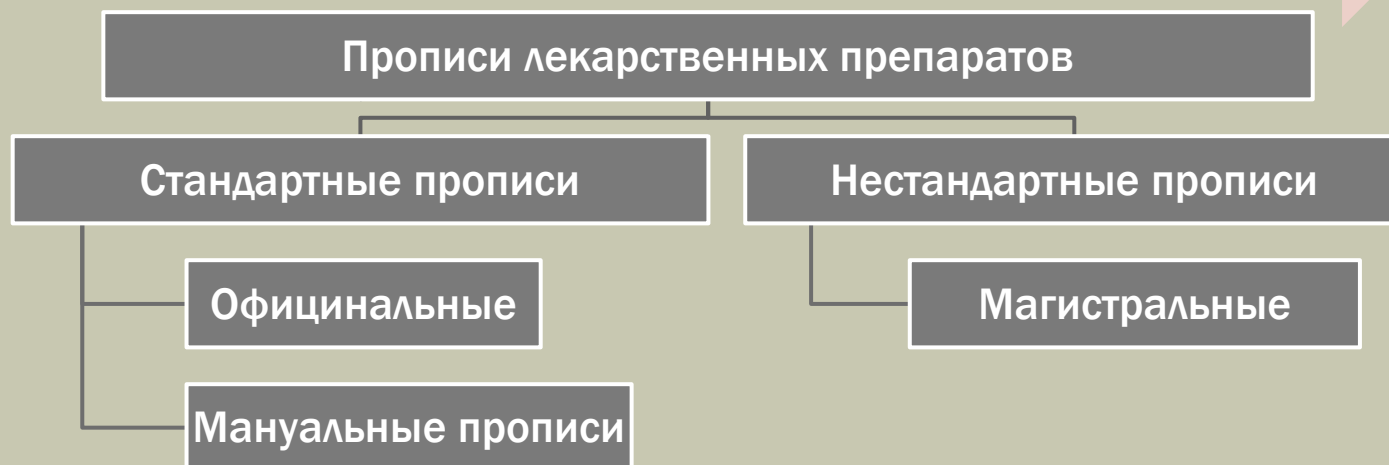 Прописи лекарственных препаратов
Стандартные прописи
Официнальные
Мануальные прописи
Нестандартные прописи
Магистральные